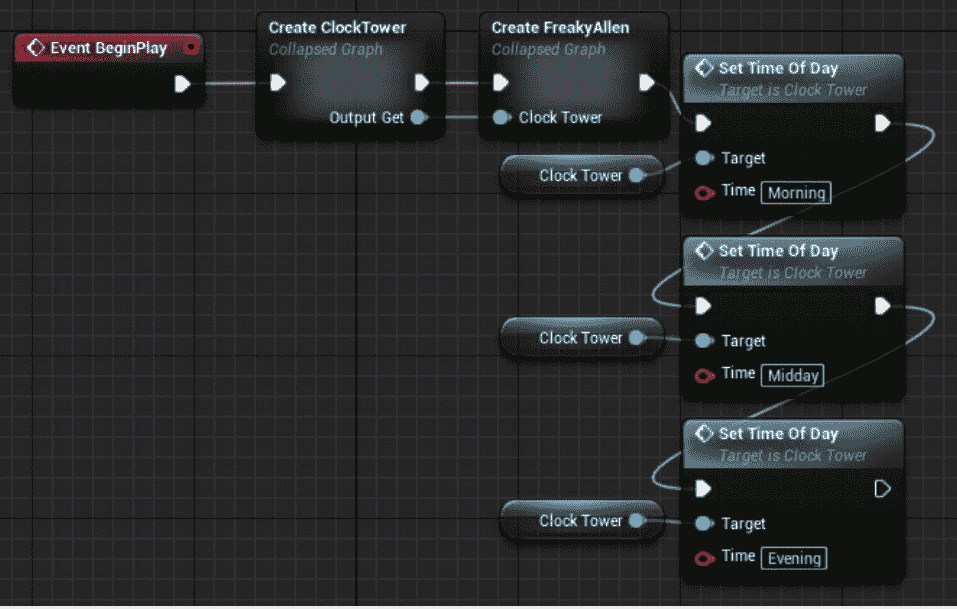 Event BeginPlay
Create ClockTower
Collapsed Graph
Output Get
Create FreakyAllen
Collapsed Graph
Clock Tower
Set Time Of Day
Target is Clock Tower
Clock Tower
Target
Time Morning
Set Time Of Day
Target is Clock Tower
Clock Tower
Target
Time Midday
Set Time Of Day
Target is Clock Tower
Clock Tower
Target
Time Evening